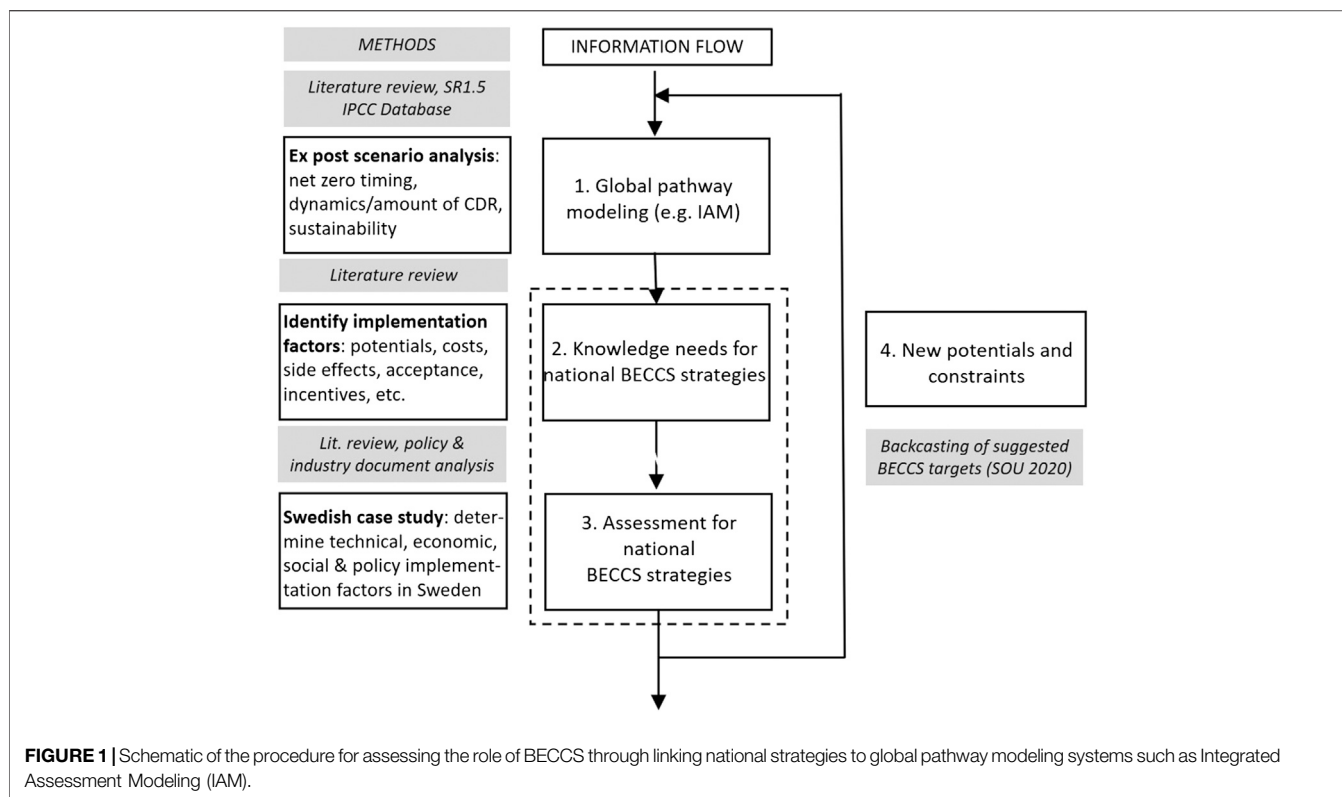 METHODS
Literature review, SR1.5
IPCC Database
Ex post scenario analysis:
net zero timing,
dynamics/amount of CDR,
sustainability
Literature review
Identify implementation
factors: potentials, costs,
side effects, acceptance,
incentives, etc.
Lit. review, policy &
industry document analysis
Swedish case study: deter-
mine technical, economic,
social & policy implement-
tation factors in Sweden
INFORMATION FLOW
1. Global pathway
modeling (e.g. IAM)
2. Knowledge needs for
national BECCS strategies
3. Assessment for
national
BECCS strategies
4. New potentials and
constraints
Backcasting of suggested
BECCS targets (SOU 2020)
FIGURE 1 | Schematic of the procedure for assessing the role of BECCS through linking national strategies to global pathway modeling systems such as Integrated
Assessment Modeling (IAM).